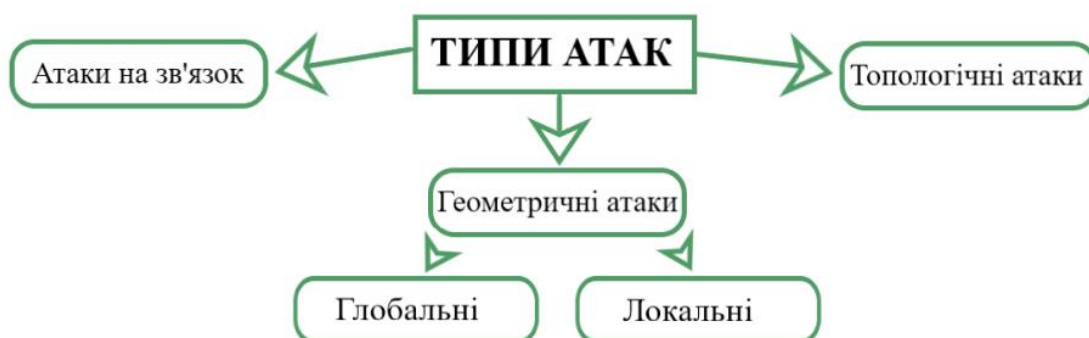 ТИПИ АТАК
Атаки на зв'язок
Топологічні атаки
Геометричні атаки
Глобальні
Локальні